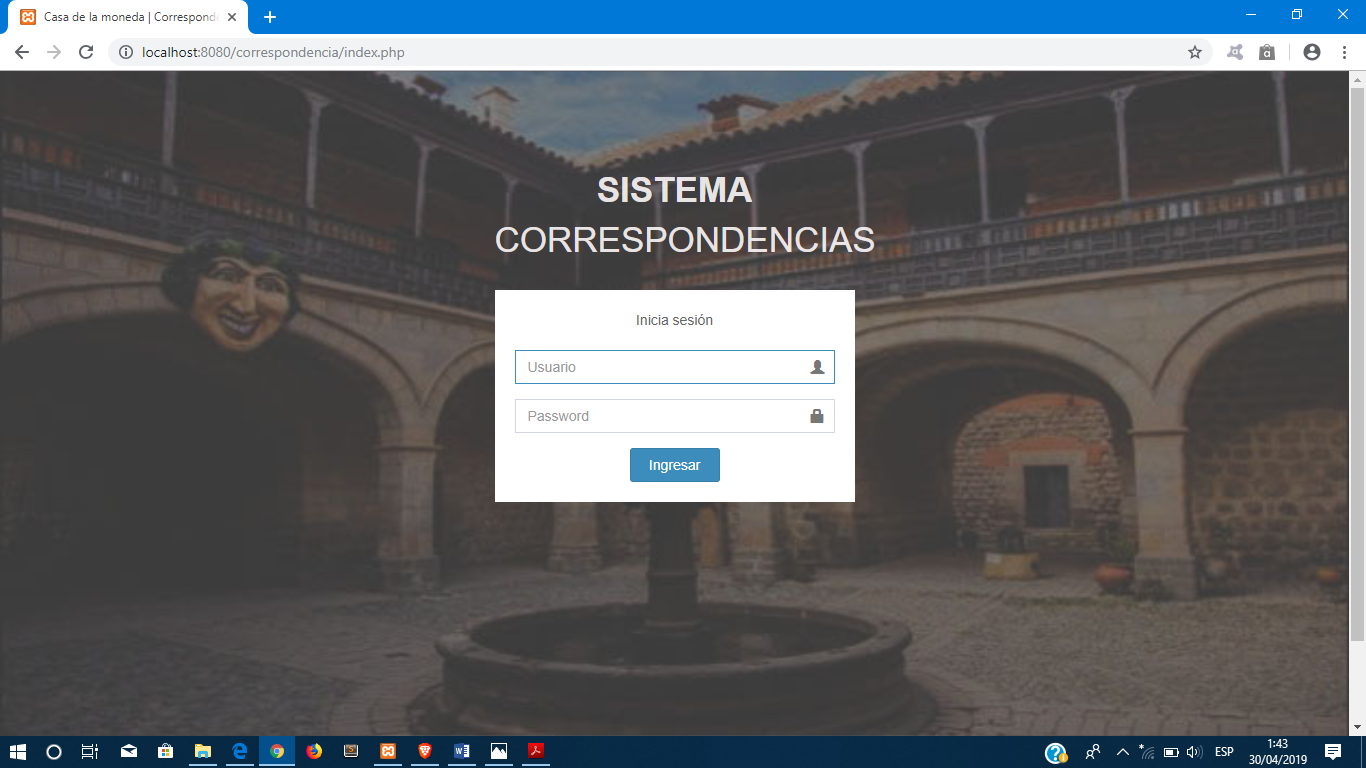 Casa de la moneda | Correspond
localhost:8080/correspondencia/index.php
SISTEMA
CORRESPONDENCIAS
Inicia sesión
Usuario
Password
Ingresar
ESP
1:43
30/04/2019